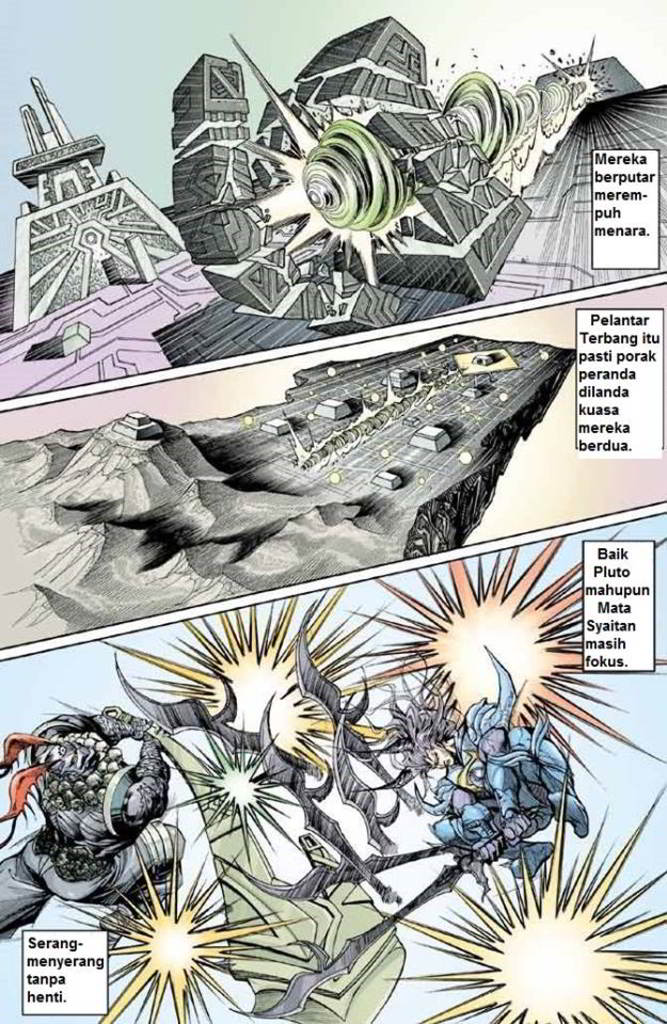 Mereka
berputar
merem-
puh
menara.
Pelantar
Terbang itu
pasti porak
peranda
dilanda
kuasa
mereka
berdua.
Baik
Pluto
mahupun
Mata
Syaitan
masih
fokus.
Serang-
menyerang
tanpa
henti.